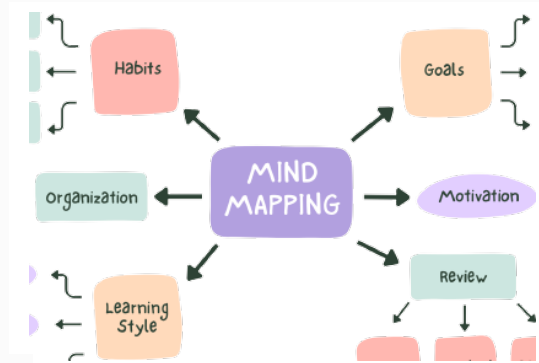 Habits
Goals
MIND
MAPPING
Organization
Motivation
Review
Learning
Style